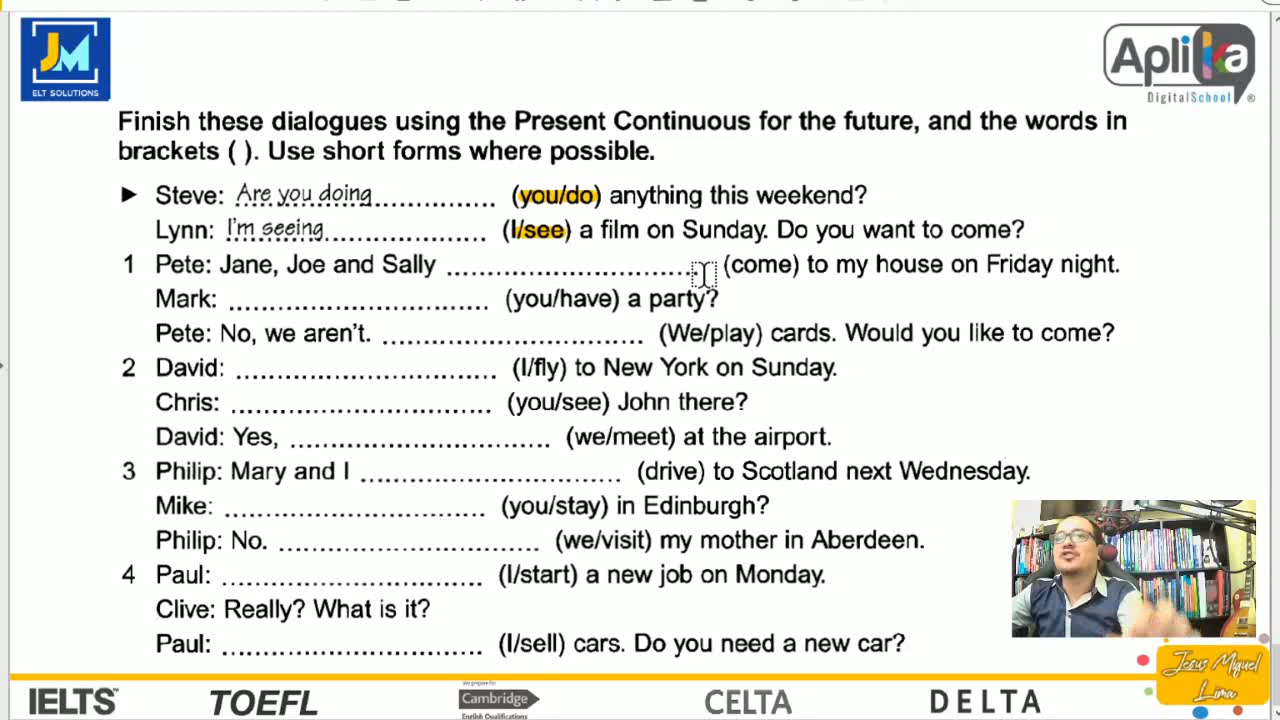 JM
ELT SOLUTIONS
Aplika
DigitalSchool ®
Finish these dialogues using the Present Continuous for the future, and the words in
brackets ( ). Use short forms where possible.
► Steve: Are you doing .............. (you/do) anything this weekend?
Lynn: I'm seeing .................... (I/see) a film on Sunday. Do you want to come?
1 Pete: Jane, Joe and Sally ................................. (come) to my house on Friday night.
Mark: ................................. (you/have) a party?
Pete: No, we aren't. ................................. (We/play) cards. Would you like to come?
2 David: ................................. (I/fly) to New York on Sunday.
Chris: ................................. (you/see) John there?
David: Yes, ................................. (we/meet) at the airport.
3 Philip: Mary and I ................................. (drive) to Scotland next Wednesday.
Mike: ................................. (you/stay) in Edinburgh?
Philip: No. ................................. (we/visit) my mother in Aberdeen.
4 Paul: ................................. (I/start) a new job on Monday.
Clive: Really? What is it?
Paul: ................................. (I/sell) cars. Do you need a new car?
Jesus Miguel
Lima
IELTS™ TOEFL We prepare for Cambridge English Qualifications CELTA DELTA